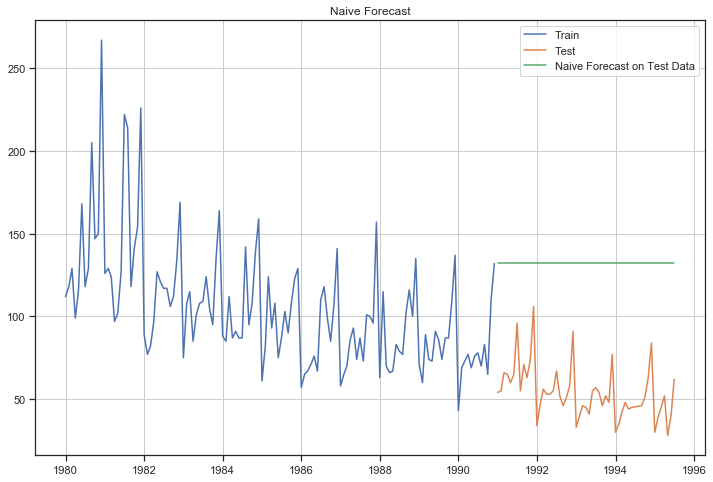 Naive Forecast
Train
Test
Naive Forecast on Test Data
250
200
150
100
50
1980 1982 1984 1986 1988 1990 1992 1994 1996